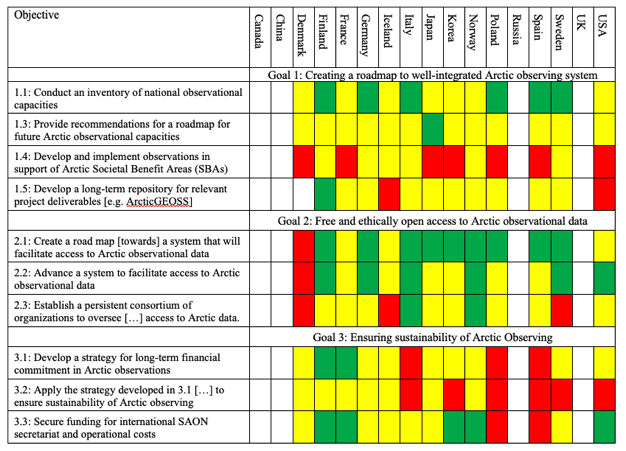 Objective
Canada
China
Denmark
Finland
France
Germany
Iceland
Italy
Japan
Korea
Norway
Poland
Russia
Spain
Sweden
UK
USA
Goal 1: Creating a roadmap to well-integrated Arctic observing system
1.1: Conduct an inventory of national observational
capacities
1.3: Provide recommendations for a roadmap for
future Arctic observational capacities
1.4: Develop and implement observations in
support of Arctic Societal Benefit Areas (SBAs)
1.5: Develop a long-term repository for relevant
project deliverables [e.g. ArcticGEOSS]
Goal 2: Free and ethically open access to Arctic observational data
2.1: Create a road map [towards] a system that will
facilitate access to Arctic observational data
2.2: Advance a system to facilitate access to Arctic
observational data
2.3: Establish a persistent consortium of
organizations to oversee […] access to Arctic data.
Goal 3: Ensuring sustainability of Arctic Observing
3.1: Develop a strategy for long-term financial
commitment in Arctic observations
3.2: Apply the strategy developed in 3.1 […] to
ensure sustainability of Arctic observing
3.3: Secure funding for international SAON
secretariat and operational costs